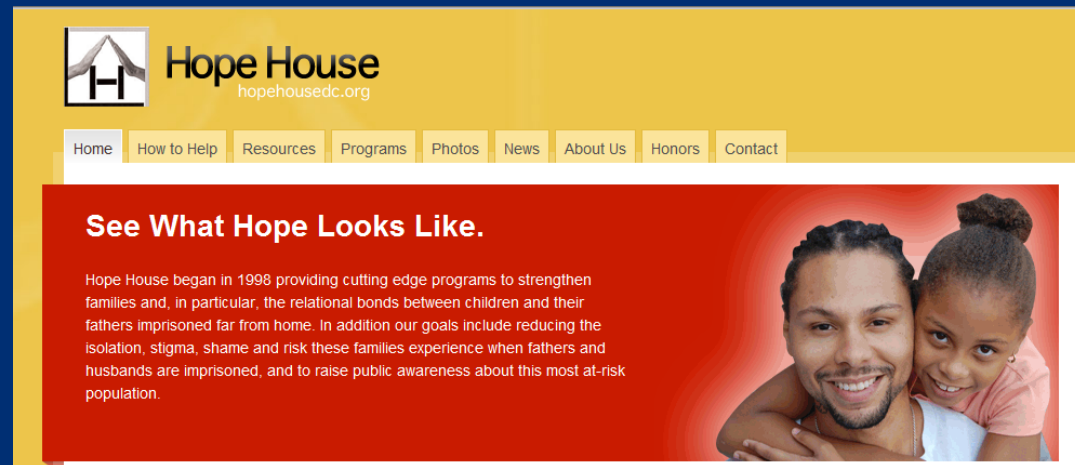 H
Hope House
hopehousedc.org
Home How to Help Resources Programs Photos News About Us Honors Contact
See What Hope Looks Like.
Hope House began in 1998 providing cutting edge programs to strengthen
families and, in particular, the relational bonds between children and their
fathers imprisoned far from home. In addition our goals include reducing the
isolation, stigma, shame and risk these families experience when fathers and
husbands are imprisoned, and to raise public awareness about this most at-risk
population.